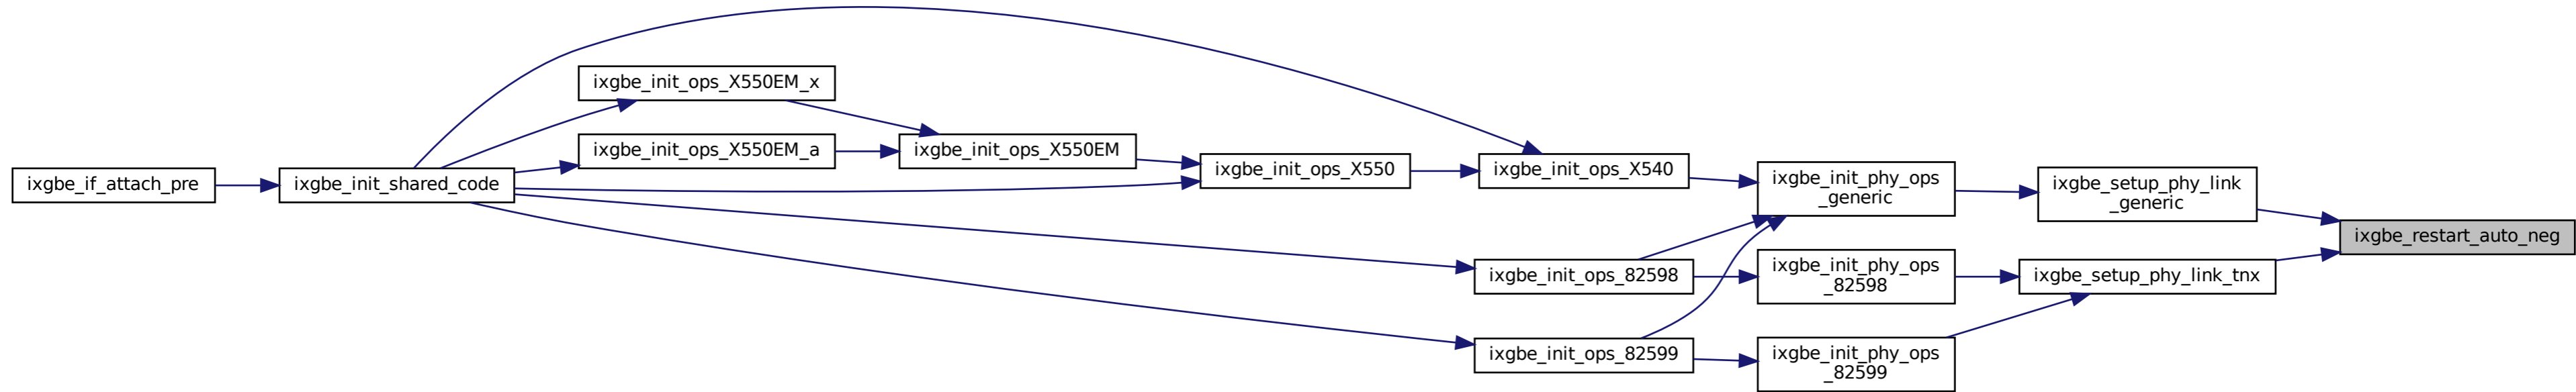 ixgbe_if_attach_pre
ixgbe_init_shared_code
ixgbe_init_ops_X550EM_x
ixgbe_init_ops_X550EM_a
ixgbe_init_ops_X550EM
ixgbe_init_ops_X550
ixgbe_init_ops_X540
ixgbe_init_ops_82598
ixgbe_init_ops_82599
ixgbe_init_phy_ops
_generic
ixgbe_init_phy_ops
_82598
ixgbe_init_phy_ops
_82599
ixgbe_setup_phy_link
_generic
ixgbe_setup_phy_link_tnx
ixgbe_restart_auto_neg